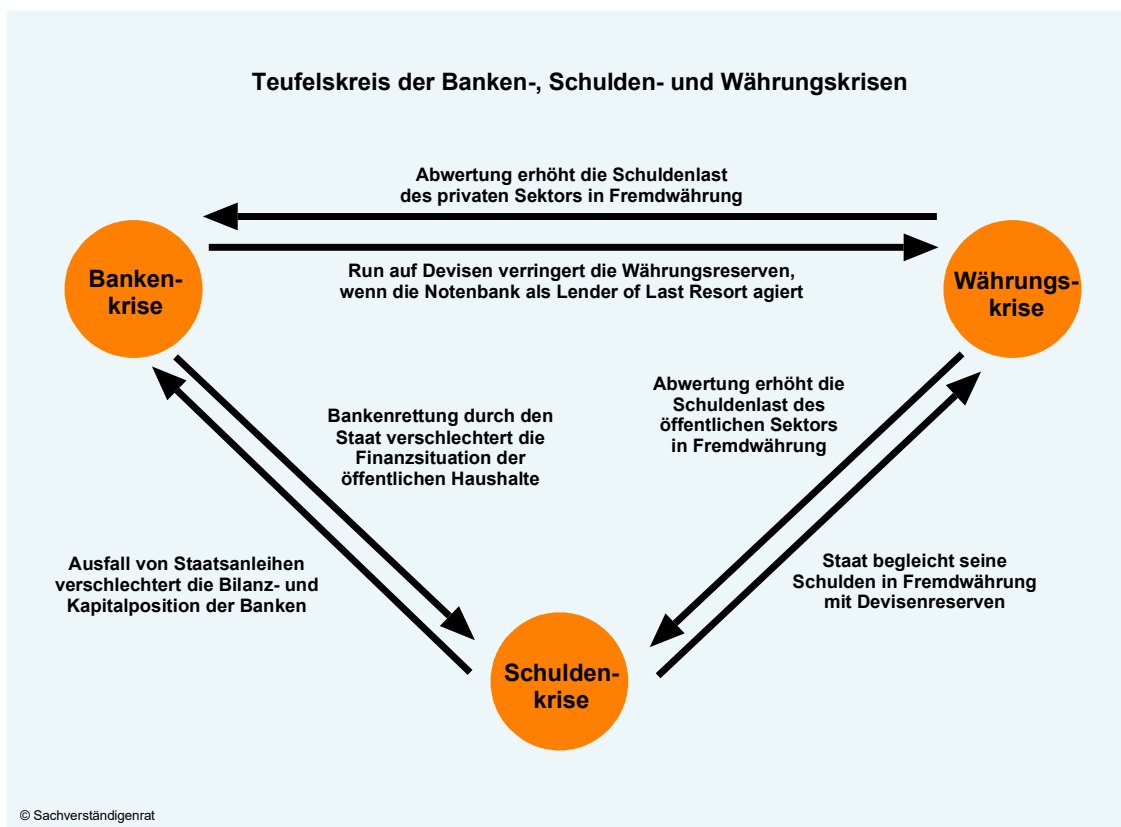 Teufelskreis der Banken-, Schulden- und Währungskrisen
Abwertung erhöht die Schuldenlast
des privaten Sektors in Fremdwährung
Banken-
krise
Run auf Devisen verringert die Währungsreserven,
wenn die Notenbank als Lender of Last Resort agiert
Währungs-
krise
Bankenrettung durch den
Staat verschlechtert die
Finanzsituation der
öffentlichen Haushalte
Abwertung erhöht die
Schuldenlast des
öffentlichen Sektors
in Fremdwährung
Ausfall von Staatsanleihen
verschlechtert die Bilanz- und
Kapitalposition der Banken
Staat begleicht seine
Schulden in Fremdwährung
mit Devisenreserven
Schulden-
krise
© Sachverständigenrat